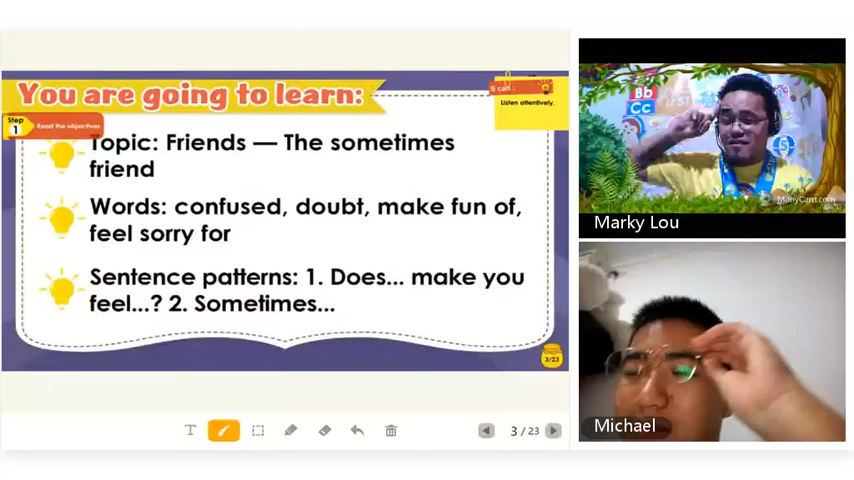 You are going to learn:
S can :
Listen attentively.
Step
1
Read the objectives
Topic: Friends — The sometimes
friend
Words: confused, doubt, make fun of,
feel sorry for
Sentence patterns: 1. Does... make you
feel...? 2. Sometimes...
3/23
T
3 / 23
Bb
Cc
5
ManyCam.com
Marky Lou
Michael